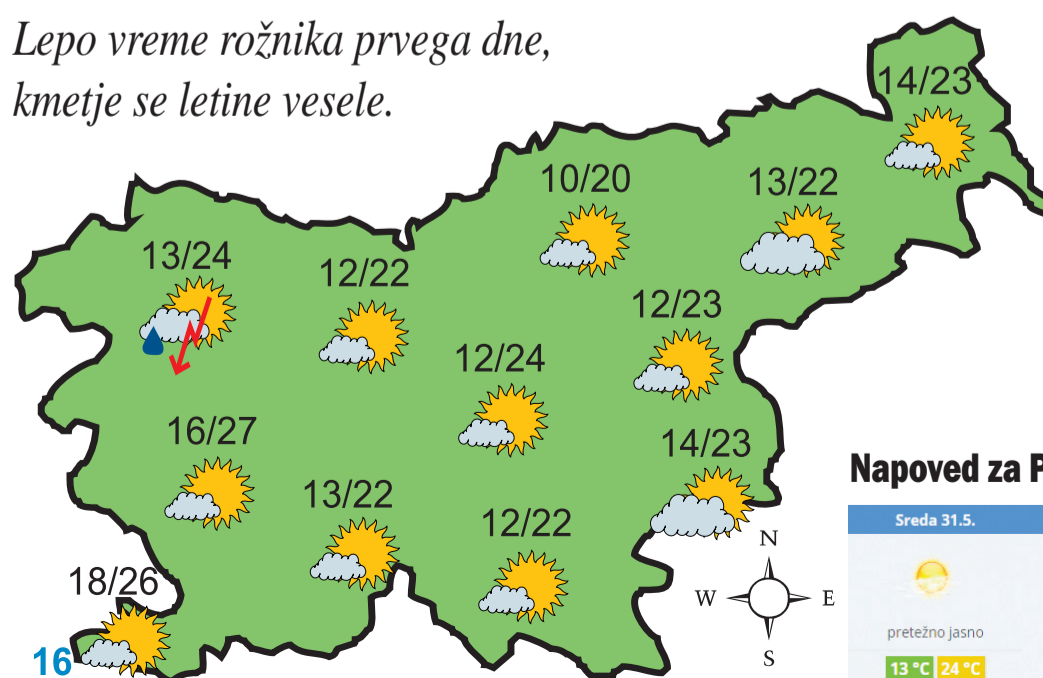 Lepo vreme rožnika prvega dne,
kmetje se letine vesele.
14/23
10/20
13/22
13/24
12/22
12/23
12/24
16/27
14/23
13/22
12/22
18/26
16
N
W E
S
Napoved za P
Sreda 31.5.
pretežno jasno
13 °C 24 °C